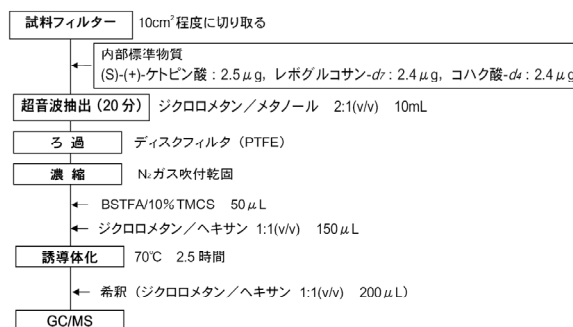 試料フィルター 10cm²程度に切り取る
内部標準物質
(S)-(+)-ケトピン酸：2.5μg, レボグルコサン-d7：2.4μg, コハク酸-d4：2.4μg
超音波抽出（20分） ジクロロメタン／メタノール 2:1(v/v) 10mL
ろ 過 ディスクフィルタ（PTFE）
濃 縮 N₂ガス吹付乾固
BSTFA/10％TMCS 50μL
ジクロロメタン／ヘキサン 1:1(v/v) 150μL
誘導体化 70℃ 2.5時間
希釈（ジクロロメタン／ヘキサン 1:1(v/v) 200μL）
GC/MS